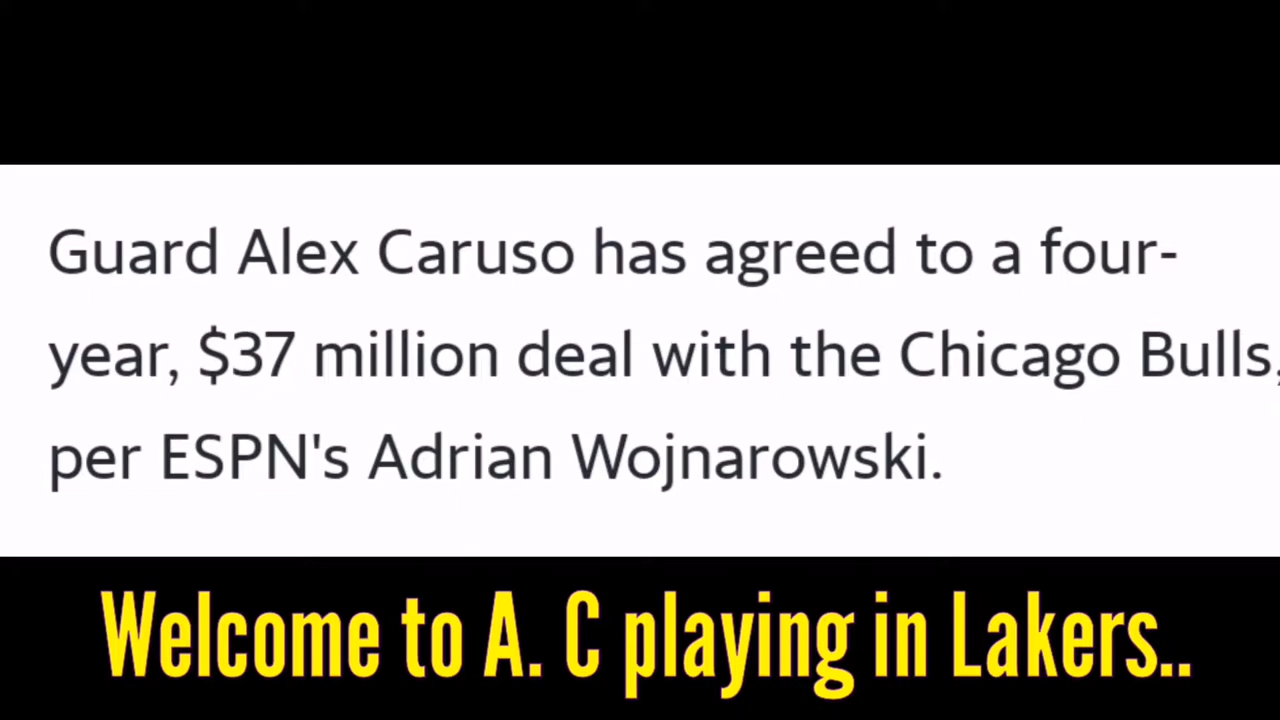 Guard Alex Caruso has agreed to a four-
year, $37 million deal with the Chicago Bulls,
per ESPN's Adrian Wojnarowski.
Welcome to A. C playing in Lakers..